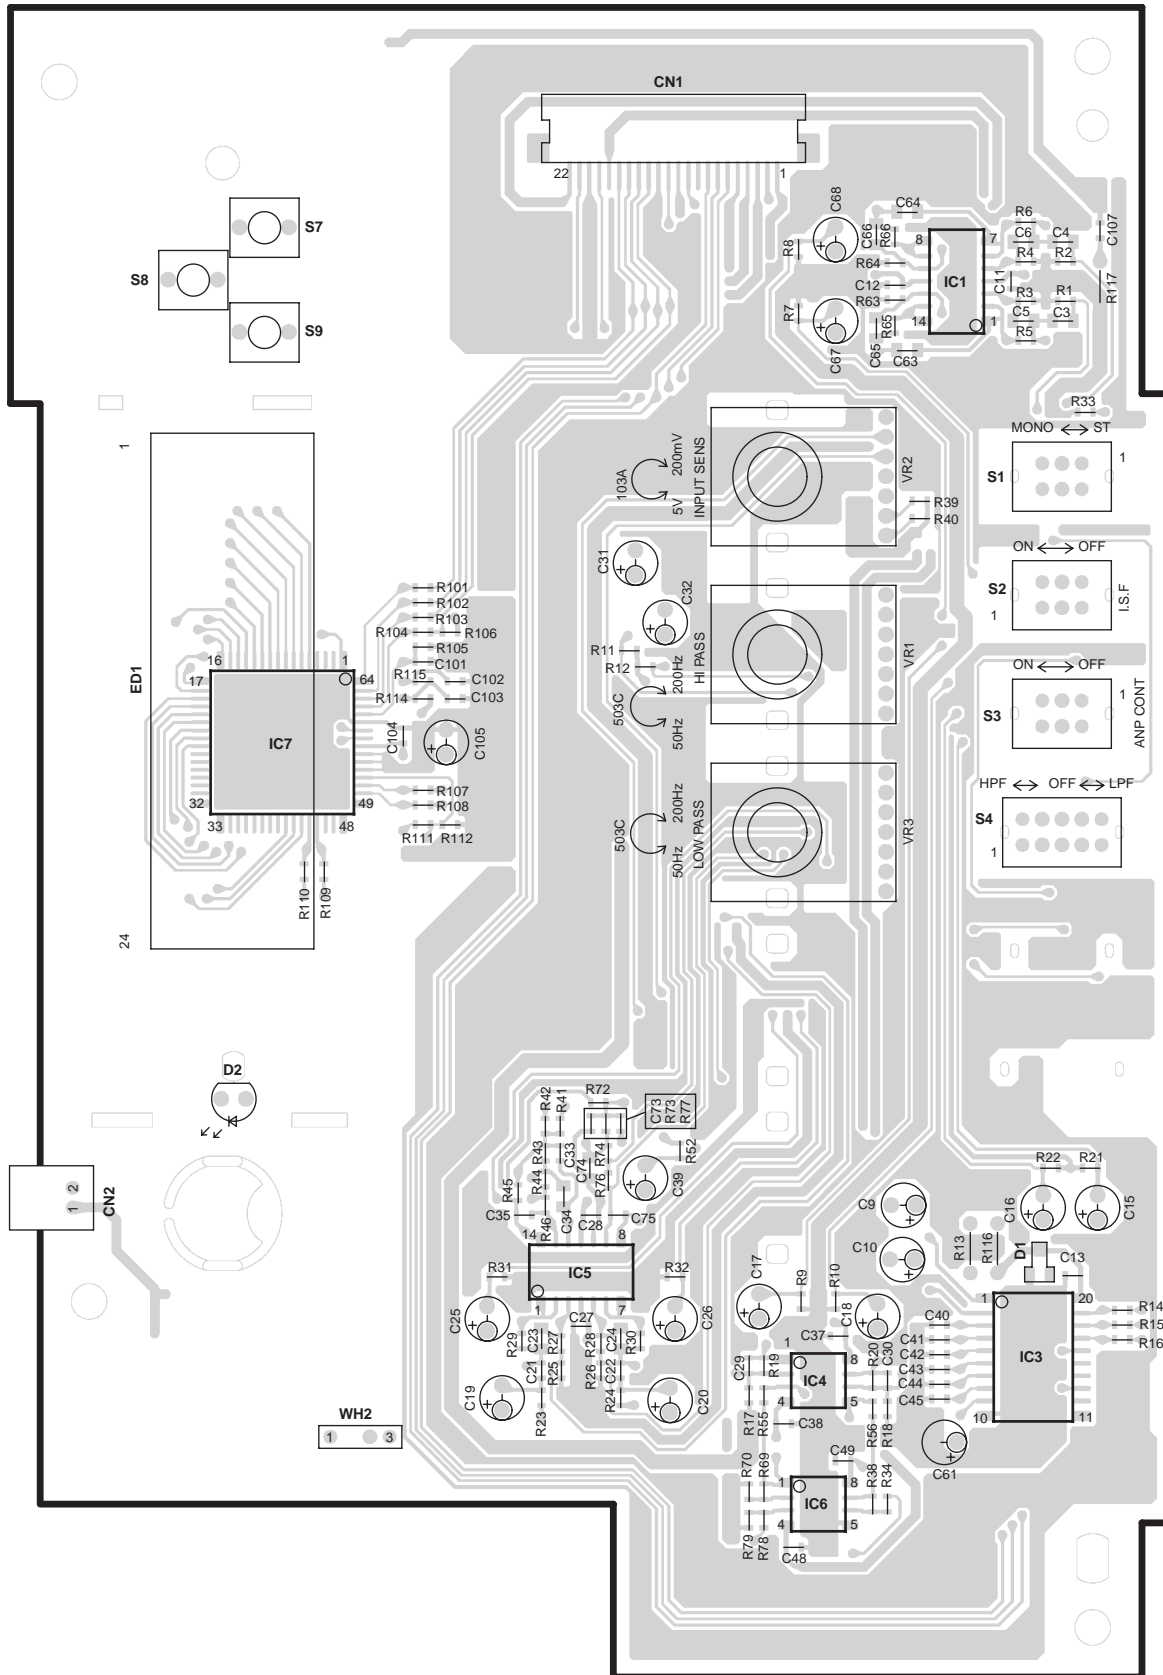 CN1
22
1
S7
S8
S9
C68
C64
C66
R66
R8
8
7
R6
C6
C4
R4
R2
C107
R64
C12
R63
IC1
C11
R3
R1
R117
R7
14
1
C5
C3
R5
C67
C65
R65
C63
R33
MONO
ST
1
S1
1
103A
200mV
5V
INPUT SENS
VR2
R39
R40
ON
OFF
S2
1
I.S.F
C31
C32
R11
R12
HI PASS
200Hz
503C
50Hz
VR1
ON
OFF
S3
1
ANP CONT
R101
R102
R103
R104
R106
R105
C101
R115
C102
R114
C103
ED1
16
1
17
64
IC7
C104
C105
32
49
33
48
R107
R108
R111
R112
HPF
OFF
LPF
S4
1
503C
200Hz
50Hz
LOW PASS
VR3
R110
R109
24
D2
CN2
2
1
R42
R41
R72
C73
R73
R77
R43
C33
R74
R52
R45
R44
C74
R76
C39
C35
R46
C34
C28
C75
14
8
IC5
1
7
R31
R32
C25
C26
R29
C23
R27
C27
R28
C24
R30
C21
R25
R26
C22
C19
R23
R24
C20
C9
C10
R22
R21
C16
C15
R13
R116
D1
C13
C17
R9
R10
C18
1
20
R14
R15
R16
C40
C41
C42
C43
C44
C45
IC3
10
11
C37
1
8
IC4
4
5
C29
R19
R20
C30
R17
R55
C38
R56
R18
C61
WH2
1
3
R70
R69
C49
R38
R34
1
8
IC6
4
5
R79
R78
C48